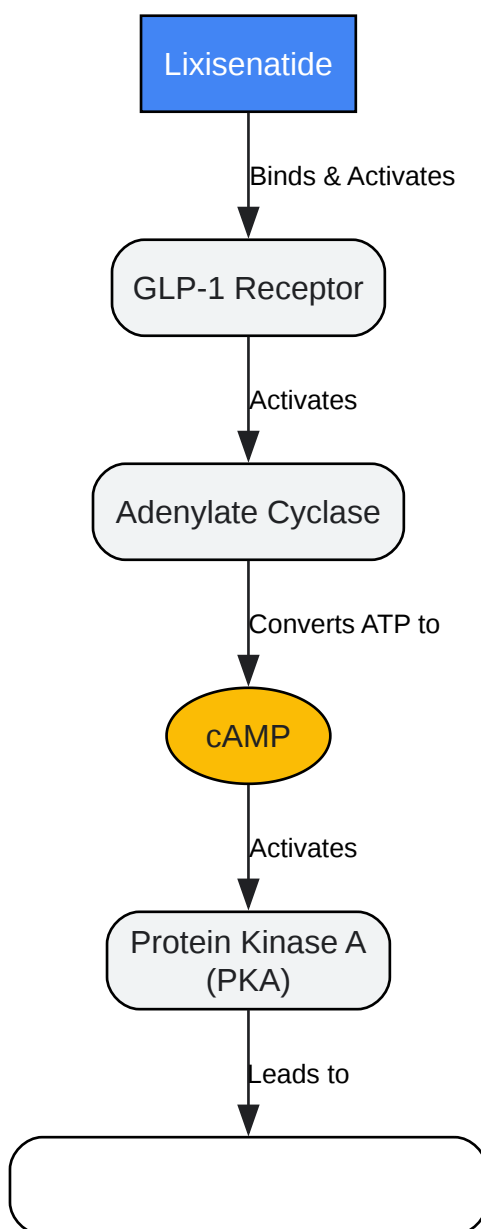 Lixisenatide
Binds & Activates
GLP-1 Receptor
Activates
Adenylate Cyclase
Converts ATP to
cAMP
Activates
Protein Kinase A
(PKA)
Leads to